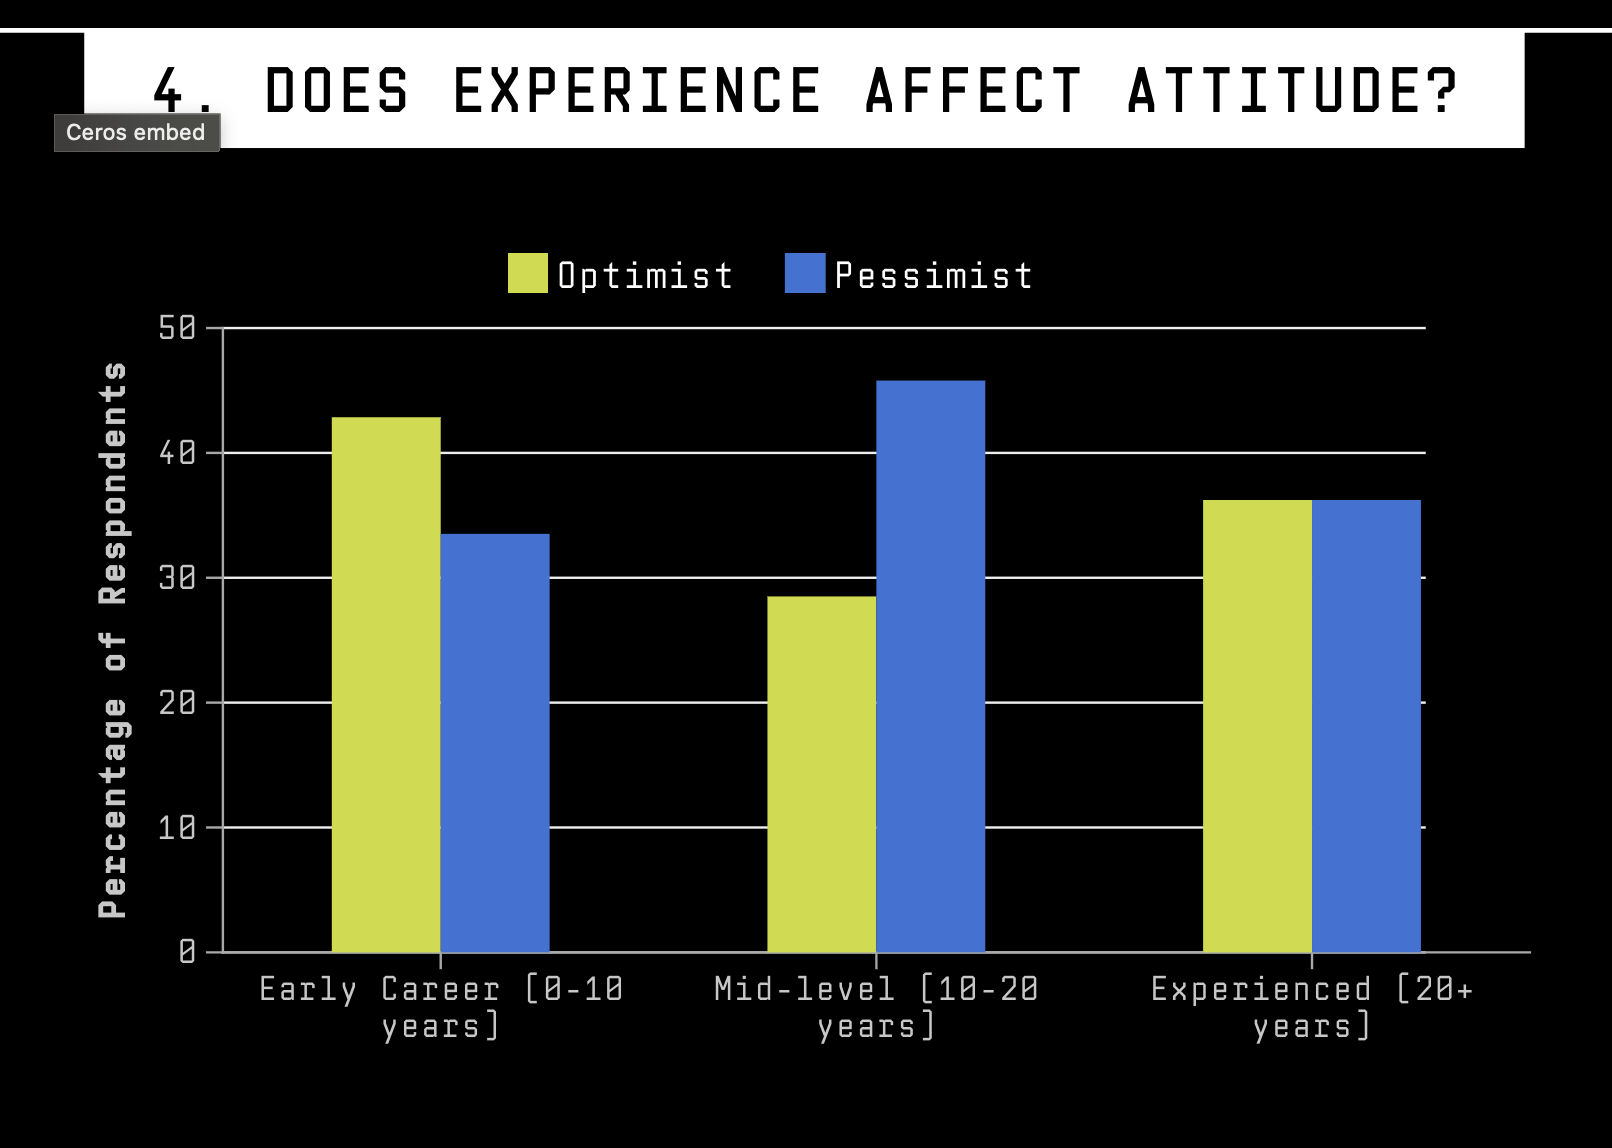 4. DOES EXPERIENCE AFFECT ATTITUDE?
Ceros embed
Optimist
Pessimist
Percentage of Respondents
50
40
30
20
10
0
Early Career [0-10
years]
Mid-level [10-20
years]
Experienced [20+
years]